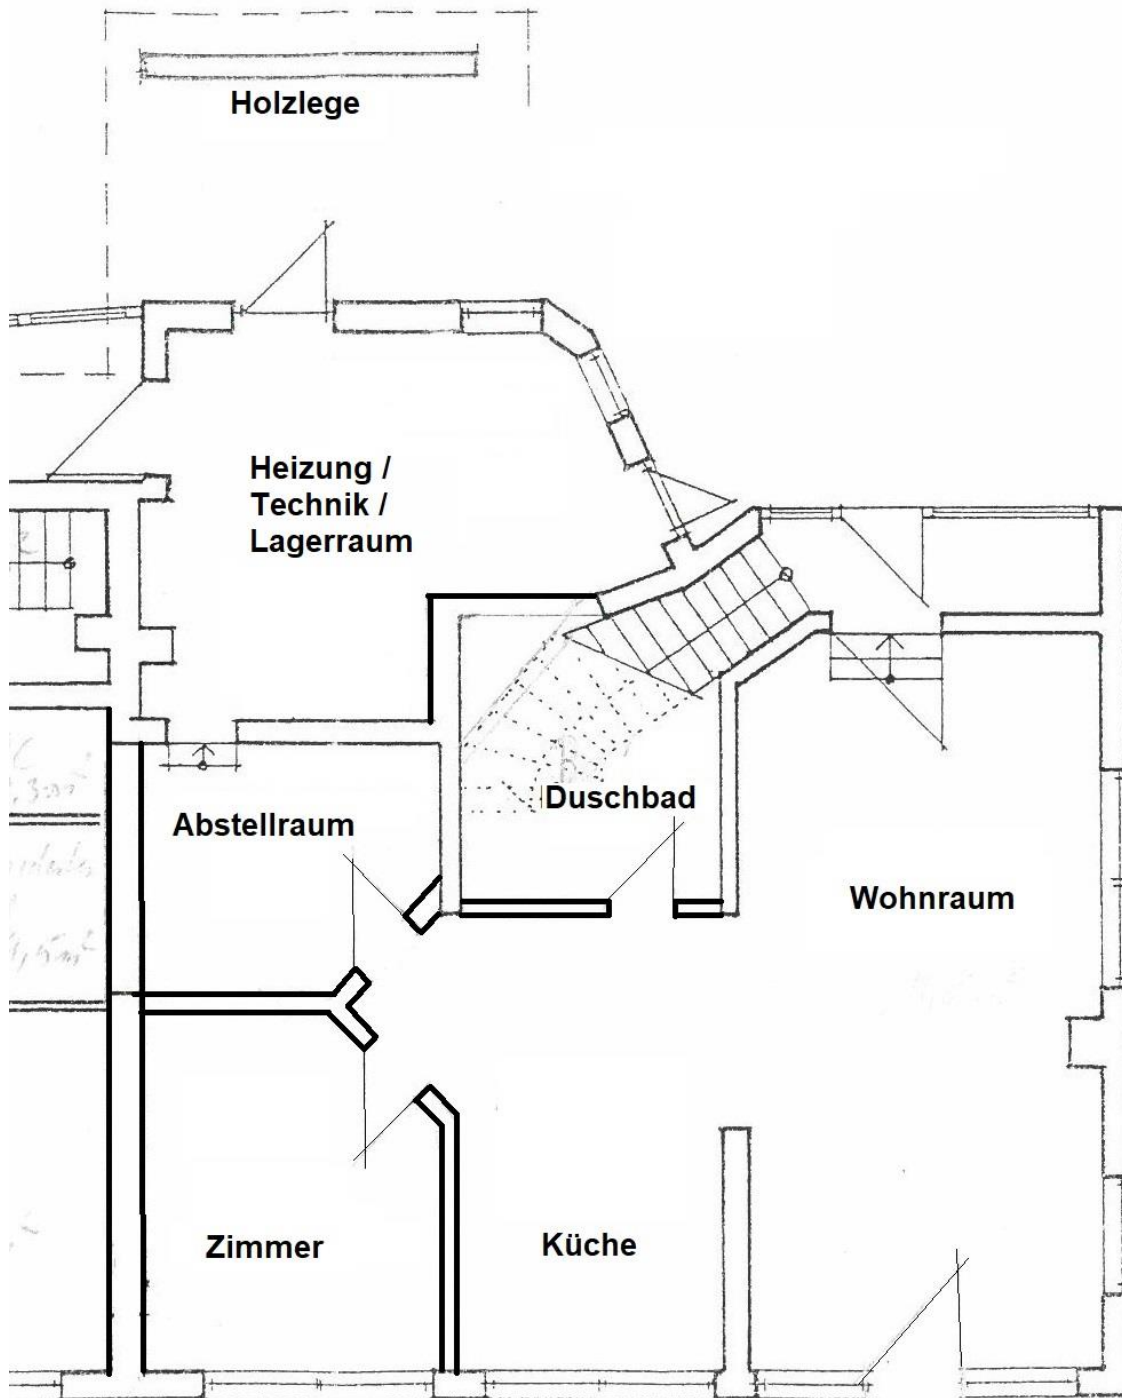 Holzlege
Heizung /
Technik /
Lagerraum
Duschbad
Abstellraum
Wohnraum
Zimmer
Küche